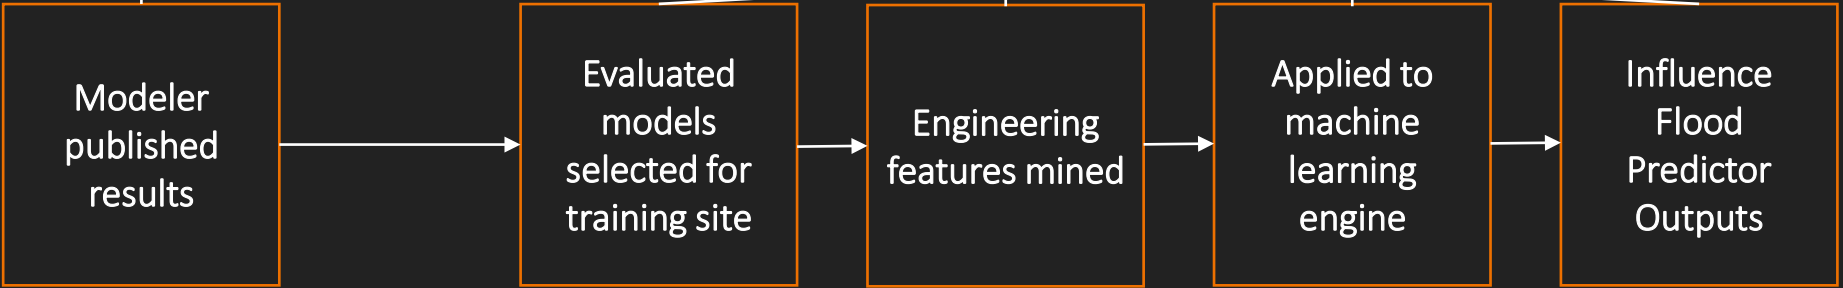 Modeler
published
results
Evaluated
models
selected for
training site
Engineering
features mined
Applied to
machine
learning
engine
Influence
Flood
Predictor
Outputs